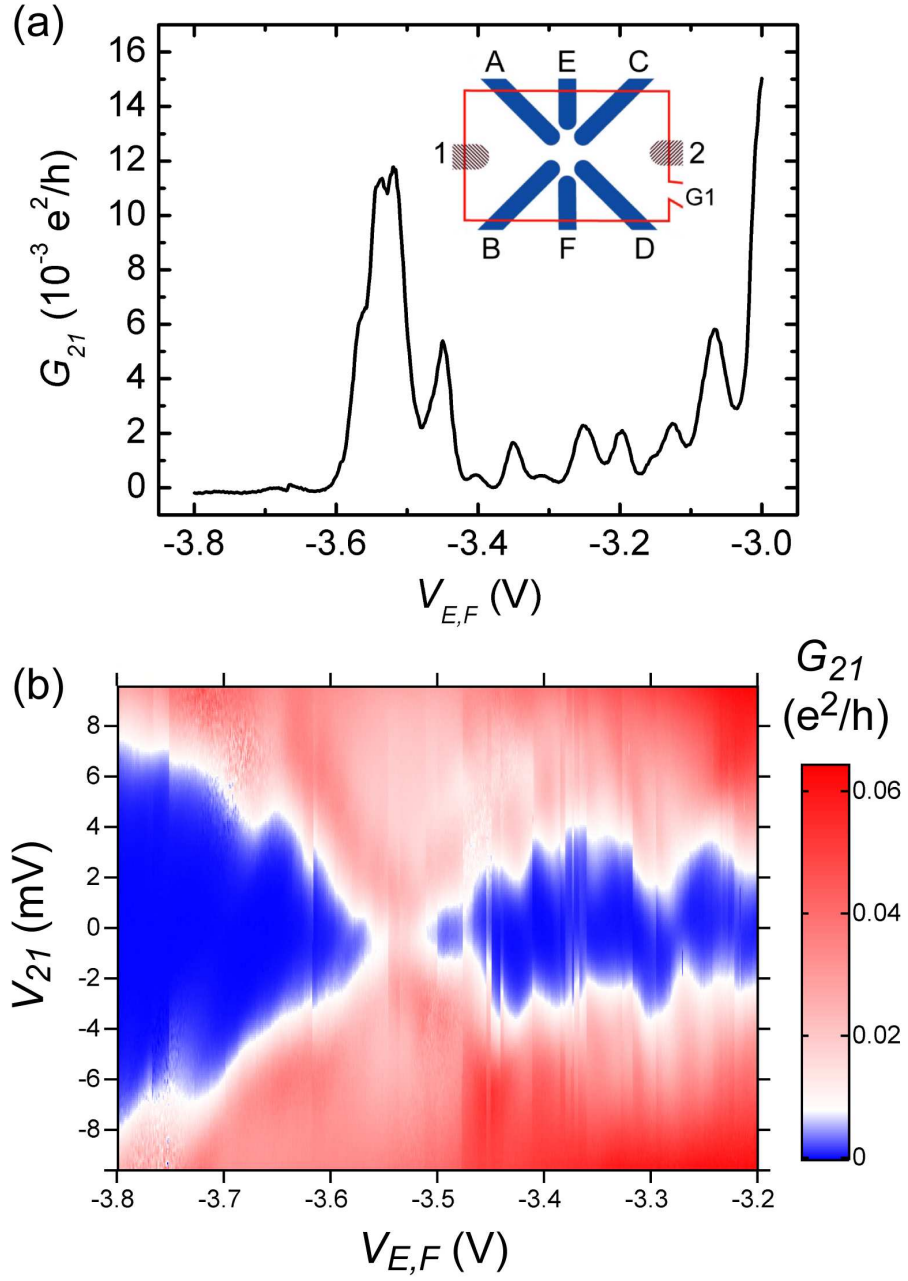 (a)
G21 (10-3 e2/h)
16
14
12
10
8
6
4
2
0
A E C
1 2
G1
B F D
-3.8 -3.6 -3.4 -3.2 -3.0
VE,F (V)
(b)
G21
(e2/h)
V21 (mV)
8
6
4
2
0
-2
-4
-6
-8
0.06
0.04
0.02
0
-3.8 -3.7 -3.6 -3.5 -3.4 -3.3 -3.2
VE,F (V)